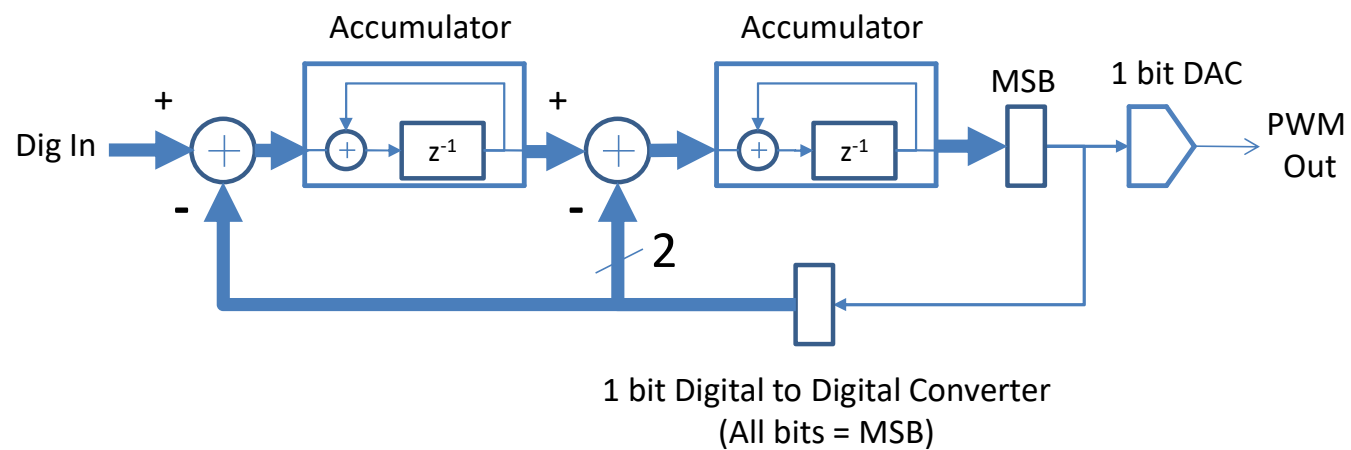 Accumulator
Accumulator
MSB
1 bit DAC
+
+
Dig In
+
+
z-1
+
+
z-1
PWM
Out
-
-
2
1 bit Digital to Digital Converter
(All bits = MSB)